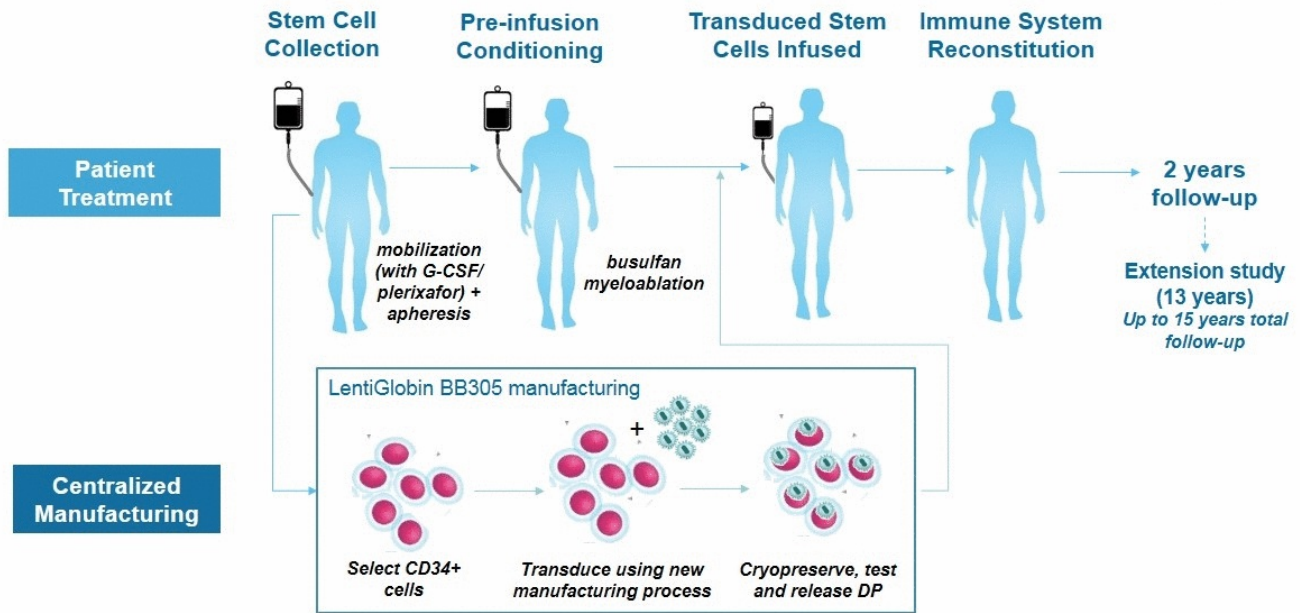 Stem Cell
Collection
Pre-infusion
Conditioning
Transduced Stem
Cells Infused
Immune System
Reconstitution
Patient
Treatment
mobilization
(with G-CSF/
plerixafor) +
apheresis
busulfan
myeloablation
2 years
follow-up
Extension study
(13 years)
Up to 15 years total
follow-up
Centralized
Manufacturing
LentiGlobin BB305 manufacturing
+
Select CD34+
cells
Transduce using new
manufacturing process
Cryopreserve, test
and release DP